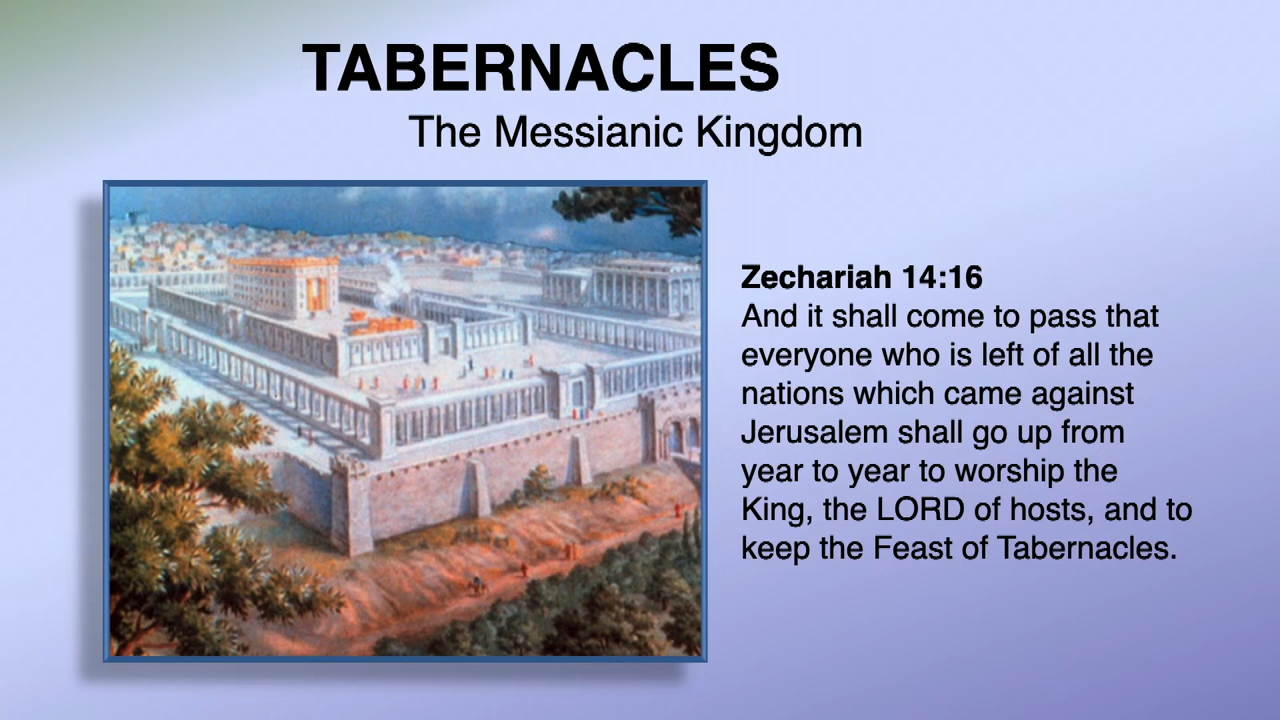 TABERNACLES
The Messianic Kingdom
Zechariah 14:16
And it shall come to pass that
everyone who is left of all the
nations which came against
Jerusalem shall go up from
year to year to worship the
King, the LORD of hosts, and to
keep the Feast of Tabernacles.